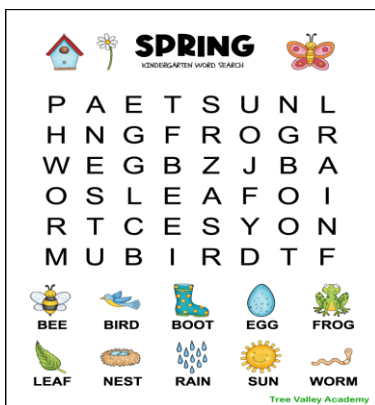 SPRING
KINDERGARTEN WORD SEARCH
P A E T S U N L
H N G F R O G R
W E G B Z J B A
O S L E A F O I
R T C E S Y O N
M U B I R D T F
BEE BIRD BOOT EGG FROG
LEAF NEST RAIN SUN WORM
Tree Valley Academy